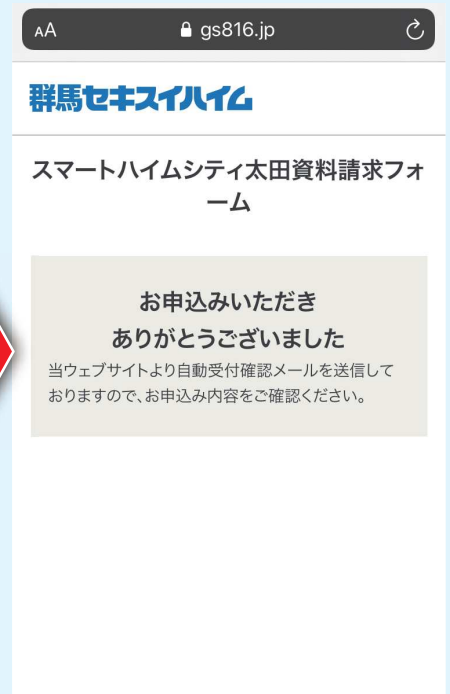 AA gs816.jp
群馬セキスイハイム
スマートハイムシティ太田資料請求フォ
ーム
お申込みいただき
ありがとうございました
当ウェブサイトより自動受付確認メールを送信して
おりますので、お申込み内容をご確認ください。